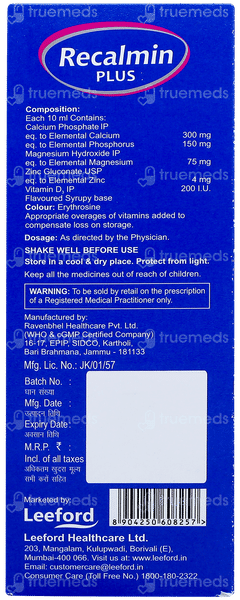 Recalmin
PLUS
Composition:
Each 10 ml Contains:
Calcium Phosphate IP
eq. to Elemental Calcium 300 mg
eq. to Elemental Phosphorus 150 mg
Magnesium Hydroxide IP
eq. to Elemental Magnesium 75 mg
Zinc Gluconate USP
eq. to Elemental Zinc 4 mg
Vitamin D₃ IP 200 I.U.
Flavoured Syrupy base
Colour: Erythrosine
Appropriate overages of vitamins added to
compensate loss on storage.
Dosage: As directed by the Physician.
SHAKE WELL BEFORE USE
Store in a cool & dry place. Protect from light.
Keep all the medicines out of reach of children.
WARNING: To be sold by retail on the prescription
of a Registered Medical Practitioner only.
Manufactured by:
Ravenbhel Healthcare Pvt. Ltd.
(WHO & cGMP Certified Company)
16-17, EPIP, SIDCO, Kartholi,
Bari Brahmana, Jammu - 181133
Mfg. Lic. No.: JK/01/57
Batch No. :
घान संख्या
Mfg. Date :
उत्पादन तिथि
Expiry Date:
अवसान तिथि
M.R.P. ₹ :
Incl. of all taxes
अधिकतम खुदरा मूल्य
सभी करों सहित
8 904250 608257
Marketed by:
Leeford
Leeford Healthcare Ltd.
203, Mangalam, Kulupwadi, Borivali (E),
Mumbai-400 066. Visit us at: www.leeford.in
Email: customercare@leeford.in
Consumer Care (Toll Free No.) 1800-180-2322
truemeds